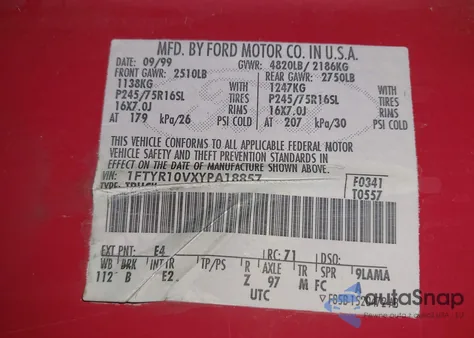 MFD. BY FORD MOTOR CO. IN U.S.A.
DATE: 09/99 GVWR: 4820LB / 2186KG
FRONT GAWR: 2510LB REAR GAWR: 2750LB
1138KG WITH 1247KG WITH
P245/75R16SL TIRES P245/75R16SL TIRES
16X7.0J RIMS 16X7.0J RIMS
AT 179 kPa/26 PSI COLD AT 207 kPa/30 PSI COLD
THIS VEHICLE CONFORMS TO ALL APPLICABLE FEDERAL MOTOR
VEHICLE SAFETY AND THEFT PREVENTION STANDARDS IN
EFFECT ON THE DATE OF MANUFACTURE SHOWN ABOVE.
VIN: 1FTYR10VXYPA18857 F0341
TYPE: TRUCK T0557
EXT PNT: E4 RC: 71 DSO:
WB BRK INT TR TP/PS R AXLE TR SPR 9LAMA
112 B E2 Z 97 M FC A
UTC
autaSnap